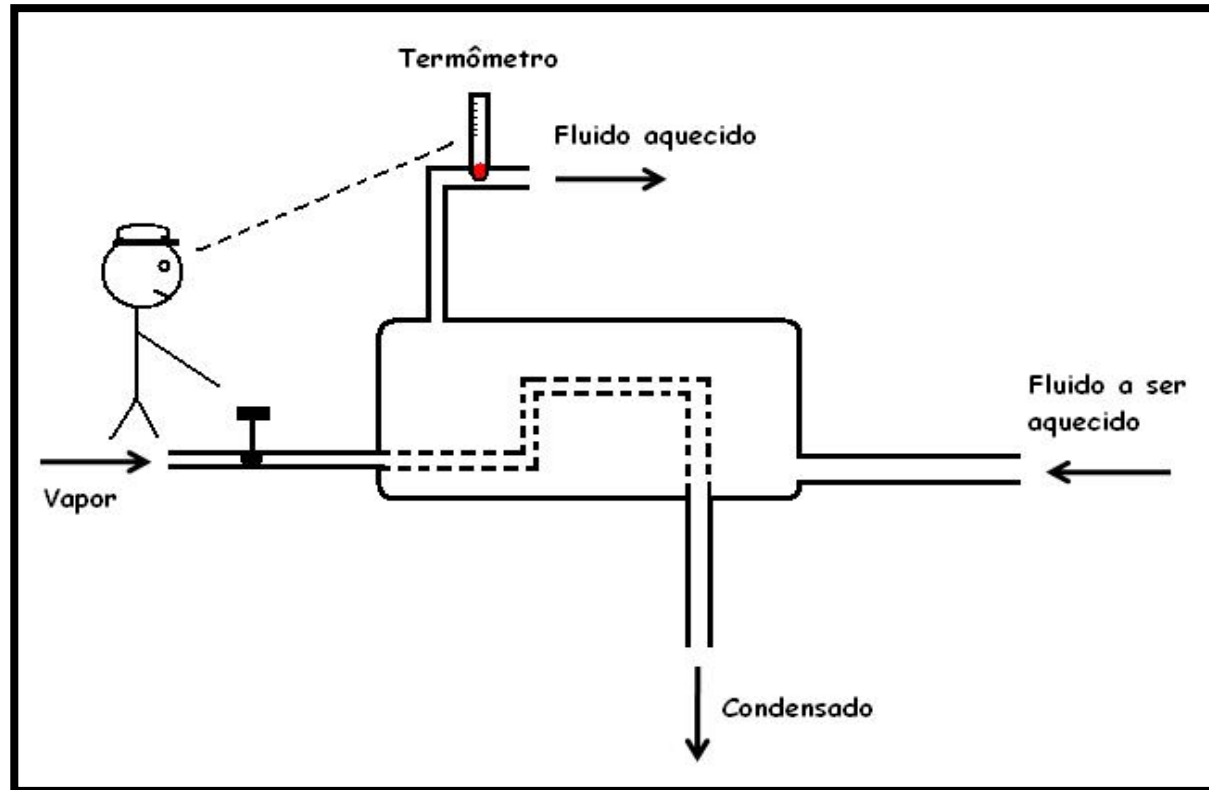 Termômetro
Fluido aquecido
Fluido a ser
aquecido
Vapor
Condensado